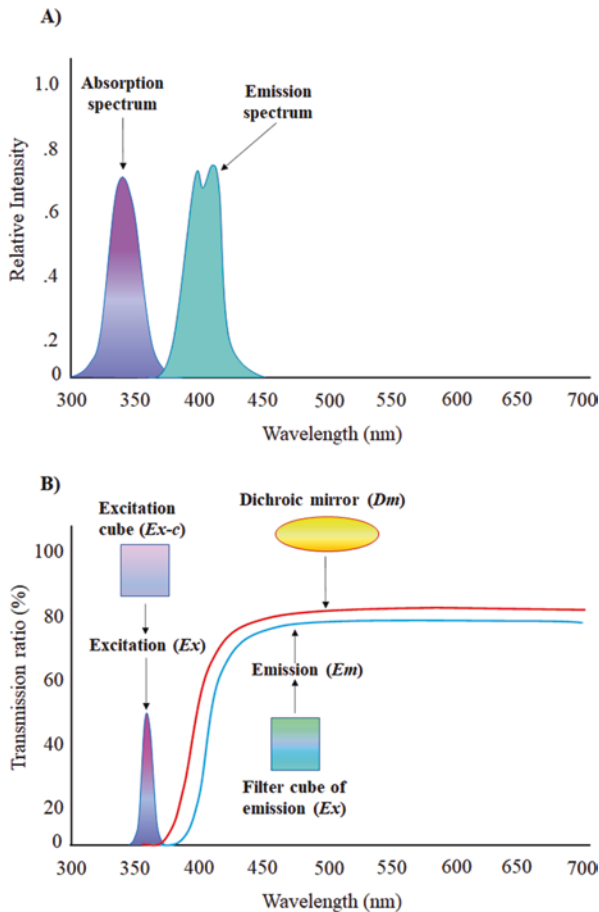 A)
Absorption
spectrum
Emission
spectrum
Relative Intensity
1.0
.8
.6
.4
.2
0
300 350 400 450 500 550 600 650 700
Wavelength (nm)
B)
Excitation
cube (Ex-c)
Dichroic mirror (Dm)
Transmission ratio (%)
100
80
60
40
20
0
Excitation (Ex)
Emission (Em)
Filter cube of
emission (Ex)
300 350 400 450 500 550 600 650 700
Wavelength (nm)